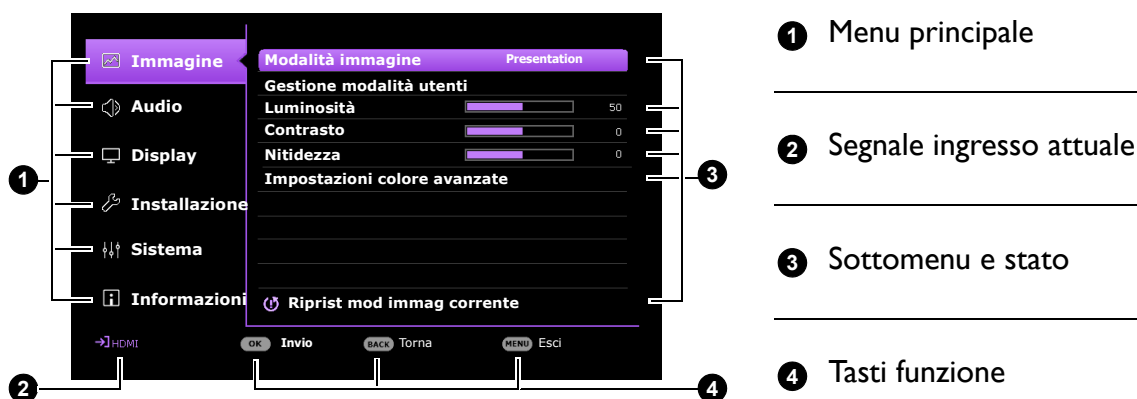 Immagine
Audio
Display
Installazione
Sistema
Informazioni
Modalità immagine Presentation
Gestione modalità utenti
Luminosità 50
Contrasto 0
Nitidezza 0
Impostazioni colore avanzate
Riprist mod immag corrente
HDMI
OK Invio
BACK Torna
MENU Esci
1
2
3
4
1 Menu principale
2 Segnale ingresso attuale
3 Sottomenu e stato
4 Tasti funzione